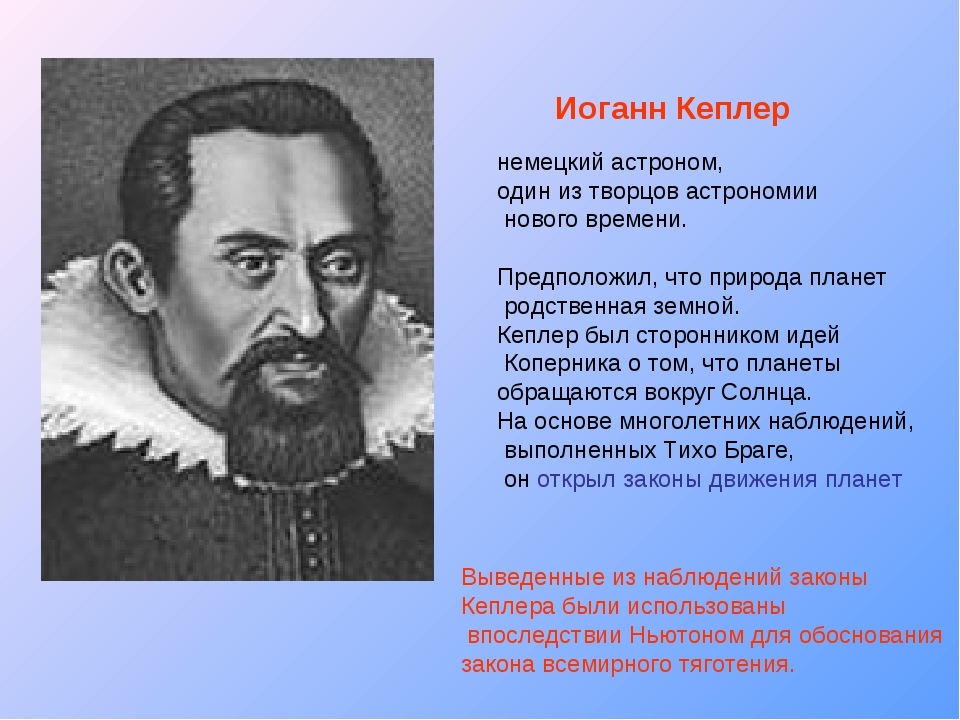 Иоганн Кеплер
немецкий астроном,
один из творцов астрономии
нового времени.
Предположил, что природа планет
родственная земной.
Кеплер был сторонником идей
Коперника о том, что планеты
обращаются вокруг Солнца.
На основе многолетних наблюдений,
выполненных Тихо Браге,
он открыл законы движения планет
Выведенные из наблюдений законы
Кеплера были использованы
впоследствии Ньютоном для обоснования
закона всемирного тяготения.